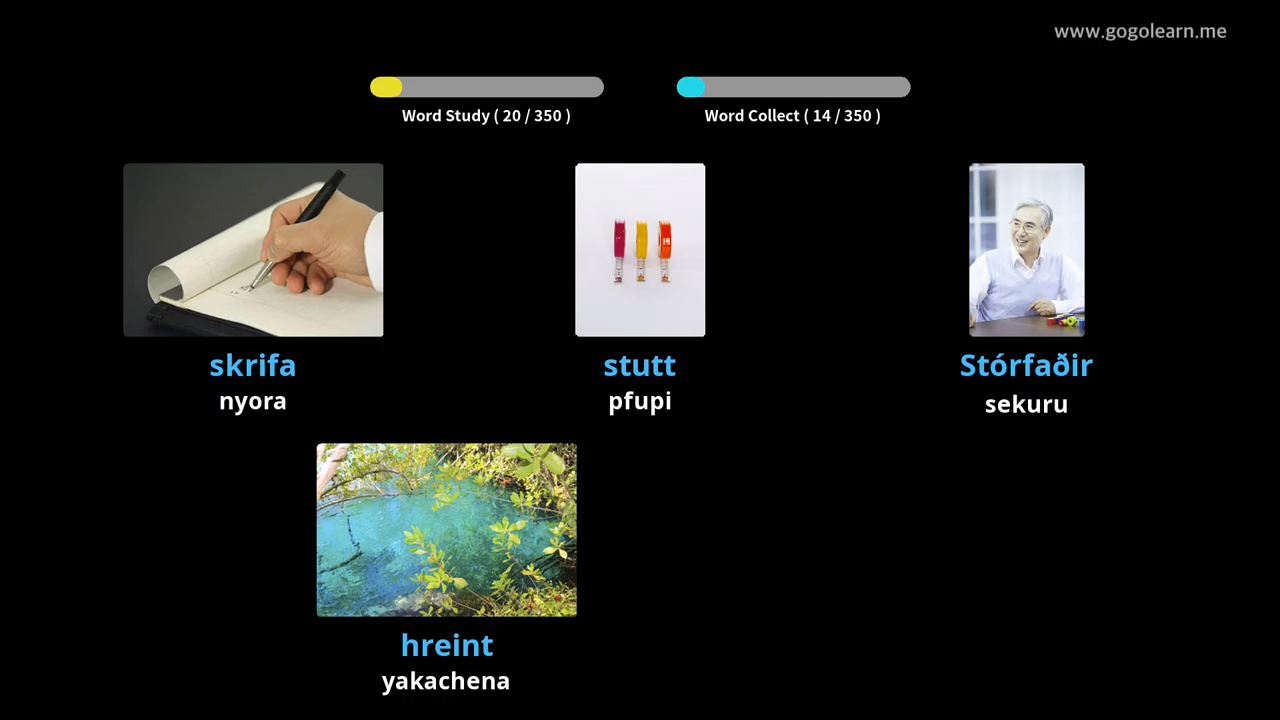 www.gogolearn.me
Word Study ( 20 / 350 )
Word Collect ( 14 / 350 )
skrifa
nyora
stutt
pfupi
Stórfaðir
sekuru
hreint
yakachena